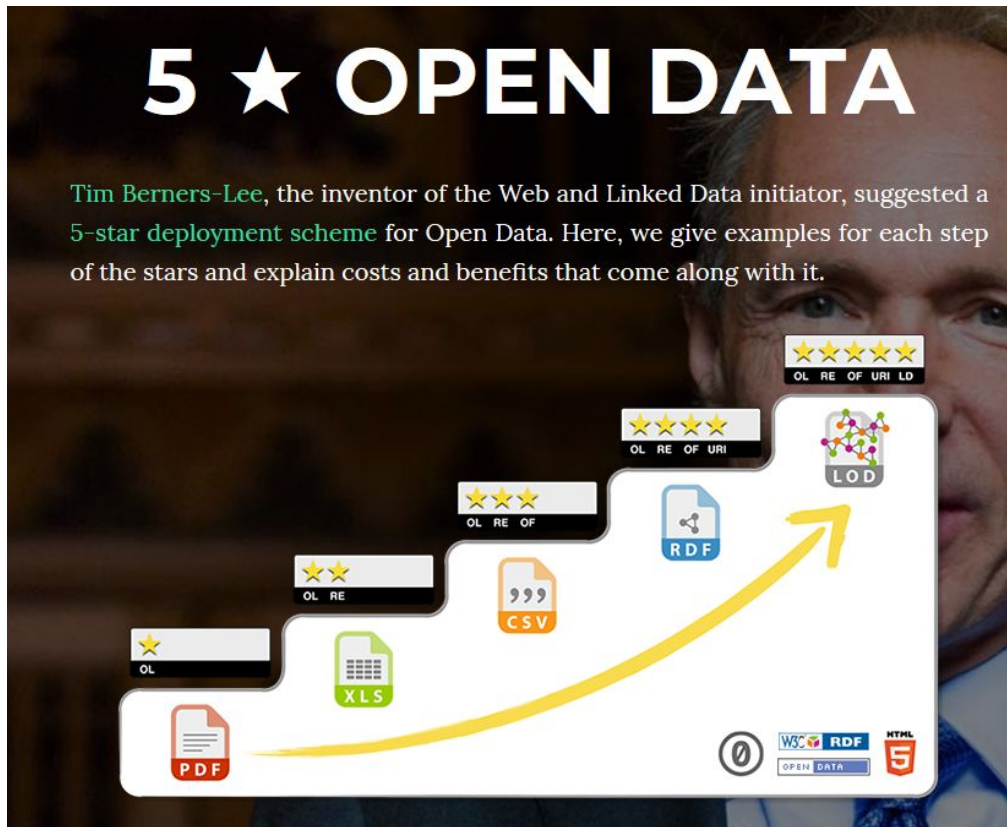 5 ★ OPEN DATA
Tim Berners-Lee, the inventor of the Web and Linked Data initiator, suggested a
5-star deployment scheme for Open Data. Here, we give examples for each step
of the stars and explain costs and benefits that come along with it.
OL RE OF URI LD
LOD
OL RE OF URI
RDF
OL RE OF
CSV
OL RE
XLS
OL
PDF
0
W3C RDF
OPEN DATA
HTML
5